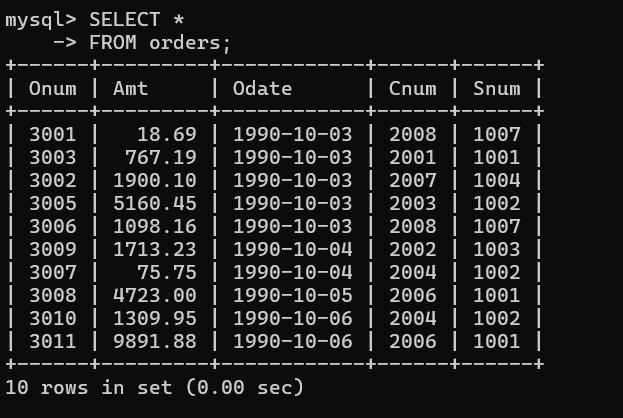 mysql> SELECT *
    -> FROM orders;
+------+---------+------------+------+------+
| Onum | Amt     | Odate      | Cnum | Snum |
+------+---------+------------+------+------+
| 3001 |   18.69 | 1990-10-03 | 2008 | 1007 |
| 3003 |  767.19 | 1990-10-03 | 2001 | 1001 |
| 3002 | 1900.10 | 1990-10-03 | 2007 | 1004 |
| 3005 | 5160.45 | 1990-10-03 | 2003 | 1002 |
| 3006 | 1098.16 | 1990-10-03 | 2008 | 1007 |
| 3009 | 1713.23 | 1990-10-04 | 2002 | 1003 |
| 3007 |   75.75 | 1990-10-04 | 2004 | 1002 |
| 3008 | 4723.00 | 1990-10-05 | 2006 | 1001 |
| 3010 | 1309.95 | 1990-10-06 | 2004 | 1002 |
| 3011 | 9891.88 | 1990-10-06 | 2006 | 1001 |
+------+---------+------------+------+------+
10 rows in set (0.00 sec)